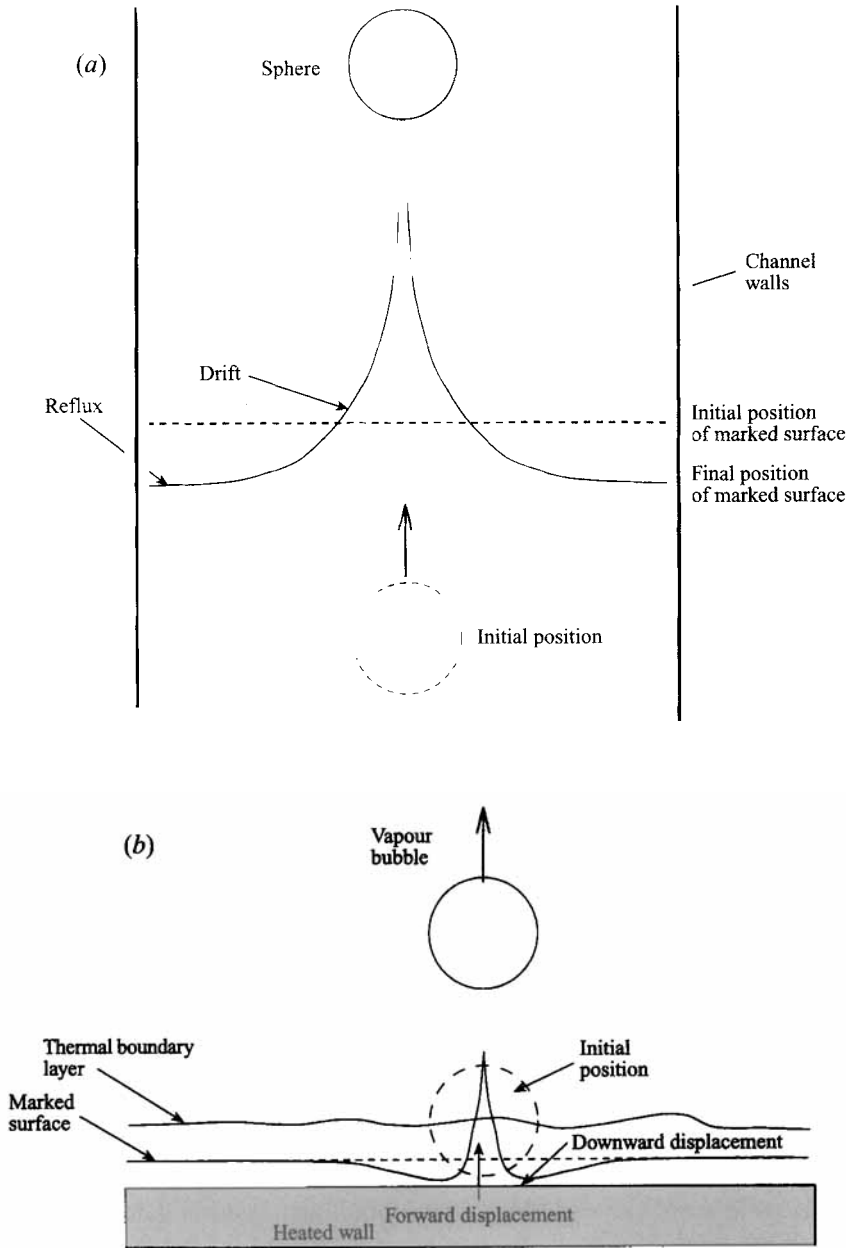 (a)
Sphere
Channel
walls
Drift
Reflux
Initial position
of marked surface
Final position
of marked surface
Initial position
(b)
Vapour
bubble
Thermal boundary
layer
Initial
position
Marked
surface
Downward displacement
Forward displacement
Heated wall